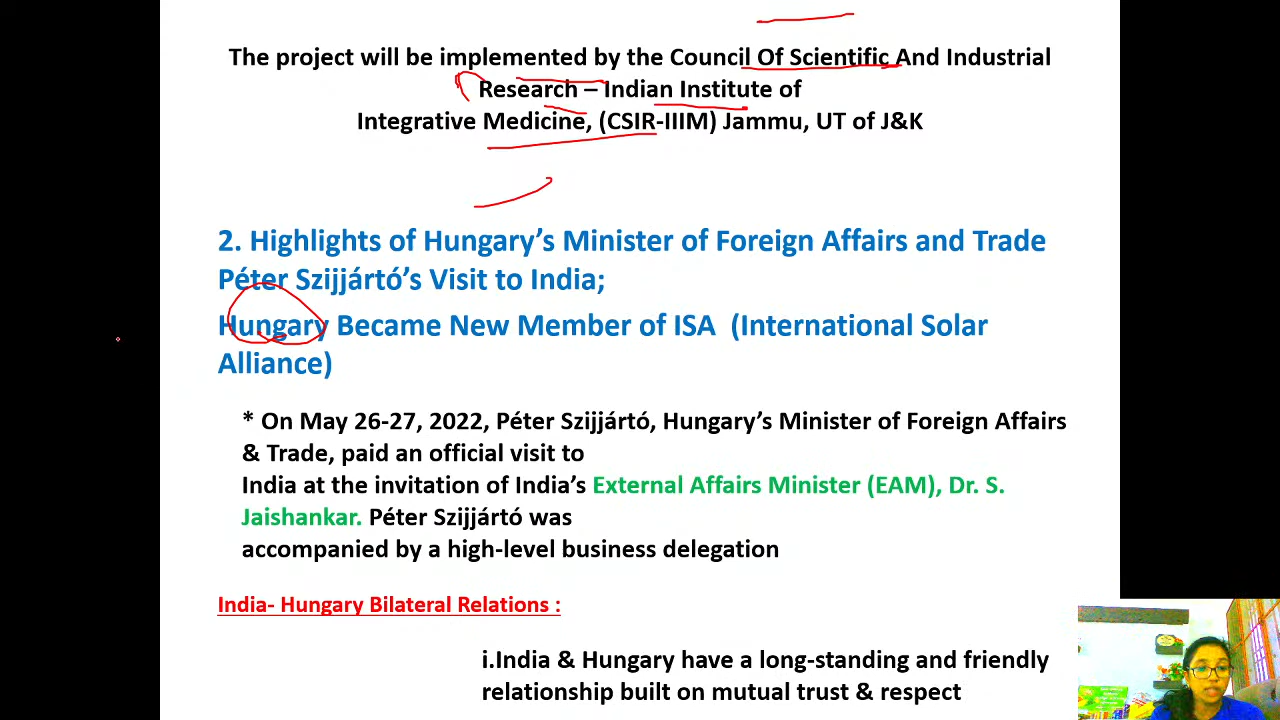 The project will be implemented by the Council Of Scientific And Industrial
Research – Indian Institute of
Integrative Medicine, (CSIR-IIIM) Jammu, UT of J&K
2. Highlights of Hungary’s Minister of Foreign Affairs and Trade
Péter Szijjártó’s Visit to India;
Hungary Became New Member of ISA (International Solar
Alliance)
* On May 26-27, 2022, Péter Szijjártó, Hungary’s Minister of Foreign Affairs
& Trade, paid an official visit to
India at the invitation of India’s External Affairs Minister (EAM), Dr. S.
Jaishankar. Péter Szijjártó was
accompanied by a high-level business delegation
India- Hungary Bilateral Relations :
i.India & Hungary have a long-standing and friendly
relationship built on mutual trust & respect